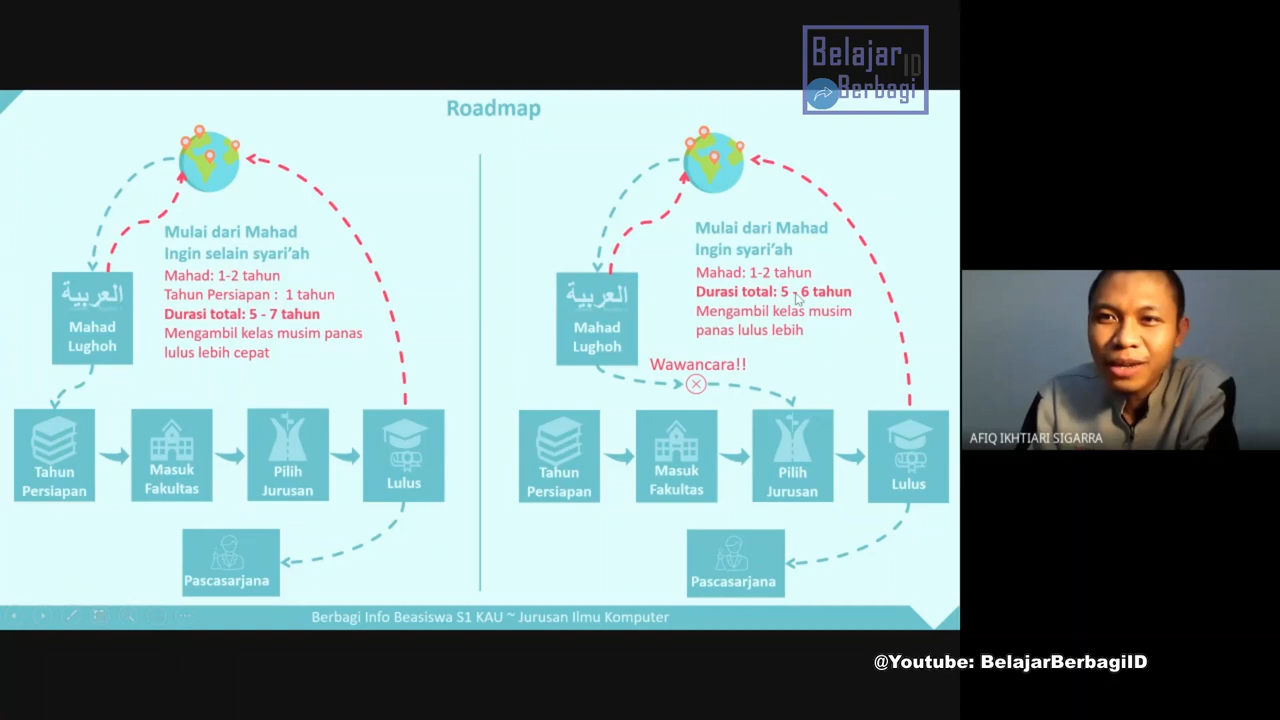 Belajar
ID
Berbagi
Roadmap
Mulai dari Mahad
Ingin selain syari’ah
Mahad: 1-2 tahun
Tahun Persiapan : 1 tahun
Durasi total: 5 - 7 tahun
Mengambil kelas musim panas
lulus lebih cepat
العربية
Mahad
Lughoh
Tahun
Persiapan
Masuk
Fakultas
Pilih
Jurusan
Lulus
Pascasarjana
Mulai dari Mahad
Ingin syari’ah
Mahad: 1-2 tahun
Durasi total: 5 - 6 tahun
Mengambil kelas musim
panas lulus lebih
العربية
Mahad
Lughoh
Wawancara!!
Tahun
Persiapan
Masuk
Fakultas
Pilih
Jurusan
Lulus
Pascasarjana
Berbagi Info Beasiswa S1 KAU ~ Jurusan Ilmu Komputer
AFIQ IKHTIARI SIGARRA
@Youtube: BelajarBerbagiID